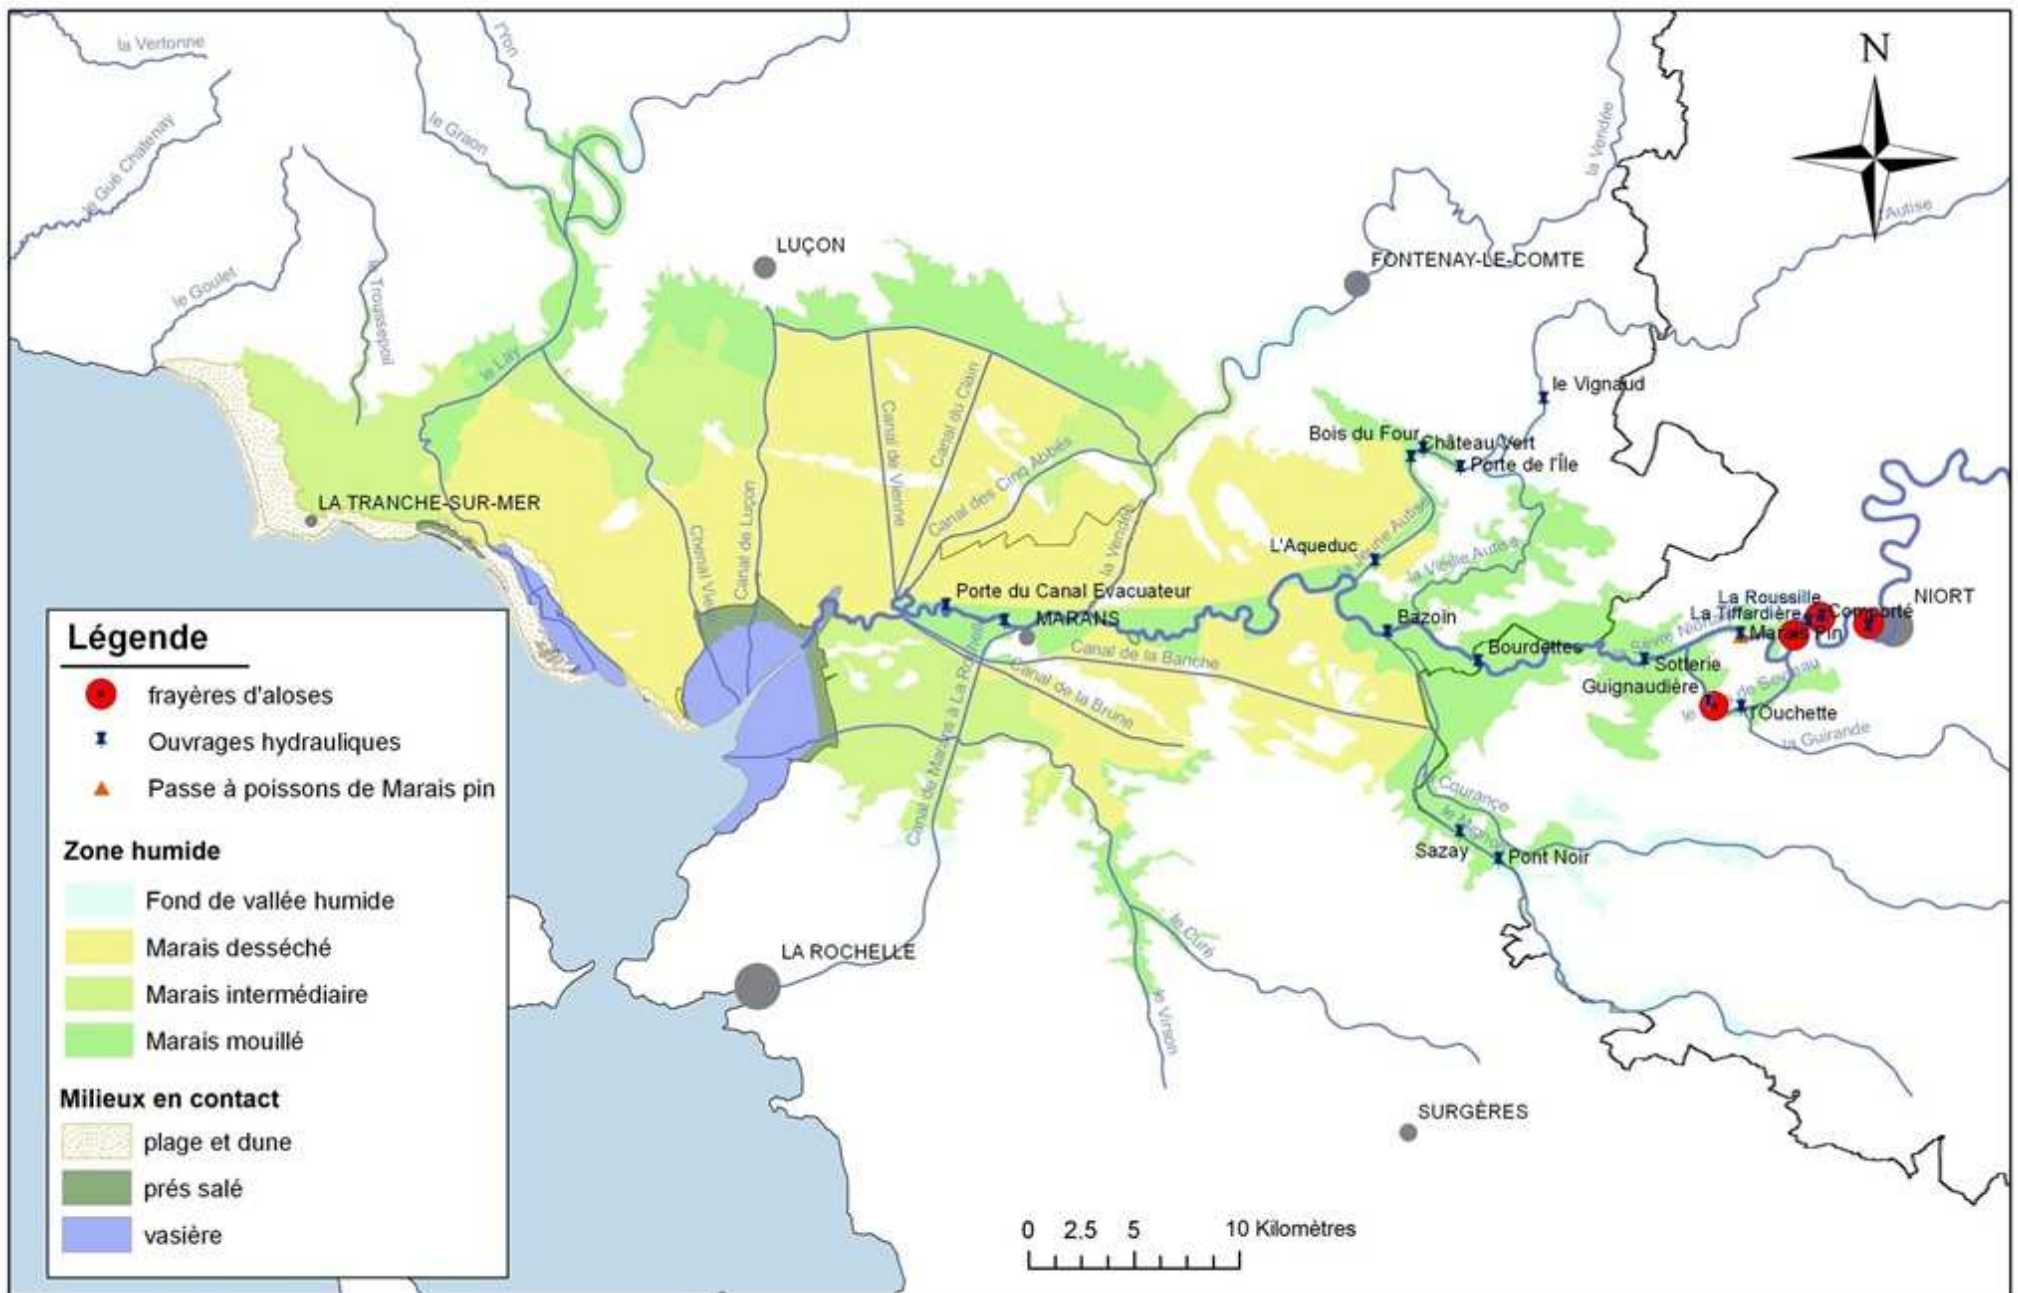 la Vertonne
l'Yon
le Graon
le Gué Chatenay
la Vendée
N
l'Autise
LUÇON
FONTENAY-LE-COMTE
le Goulet
le Troussepoil
le Lay
le Vignaud
Canal de Vienne
Canal du Clain
Canal des Cinq Abbés
Bois du Four
Château Vert
Porte de l'Île
LA TRANCHE-SUR-MER
Canal de Luçon
la Vendée
L'Aqueduc
la Jeune Autise
la Vieille Autise
Porte du Canal Evacuateur
MARANS
Bazoin
La Roussille
NIORT
La Tiffardière
Comporté
Marais Pin
Sèvre
Bourdettes
Sotterie
Guignaudière
l'Ouchette
la Guirande
Canal de la Banche
Canal de la Brune
Canal de Marans à La Rochelle
la Courance
le Mignon
Sazay
Pont Noir
le Curé
le Virson
LA ROCHELLE
SURGÈRES
Légende
frayères d'aloses
Ouvrages hydrauliques
Passe à poissons de Marais pin
Zone humide
Fond de vallée humide
Marais desséché
Marais intermédiaire
Marais mouillé
Milieux en contact
plage et dune
prés salé
vasière
0 2.5 5 10 Kilomètres